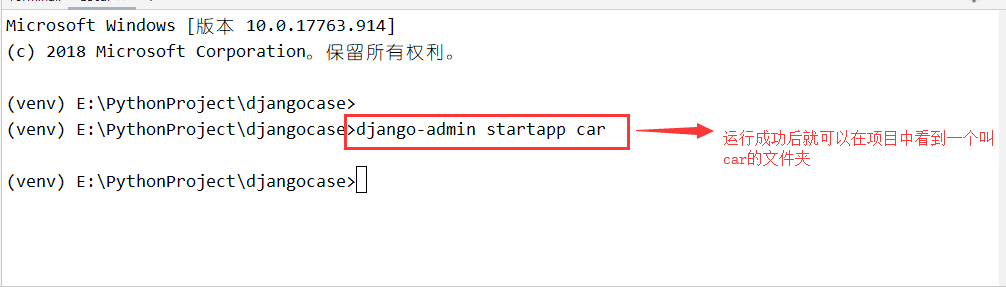 Microsoft Windows [版本 10.0.17763.914]
(c) 2018 Microsoft Corporation。保留所有权利。
(venv) E:\PythonProject\djangocase>
(venv) E:\PythonProject\djangocase>django-admin startapp car
运行成功后就可以在项目中看到一个叫
car的文件夹
(venv) E:\PythonProject\djangocase>